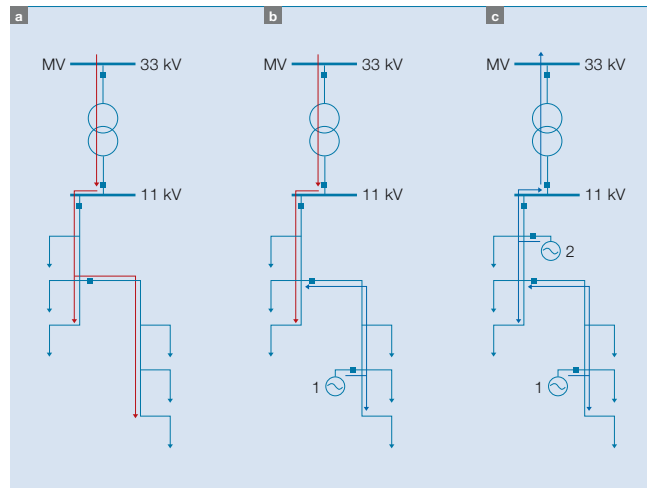 a b c
MV 33 kV MV 33 kV MV 33 kV
11 kV 11 kV 11 kV
2
1 1